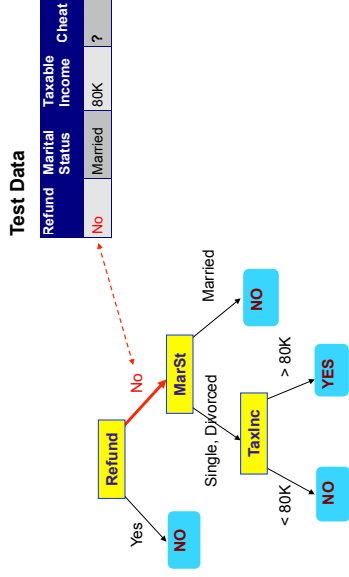 Test Data
Refund Marital Status Taxable Income Cheat
No Married 80K ?
Refund
Yes
No
NO
MarSt
Single, Divorced
Married
TaxInc
NO
< 80K
> 80K
NO
YES